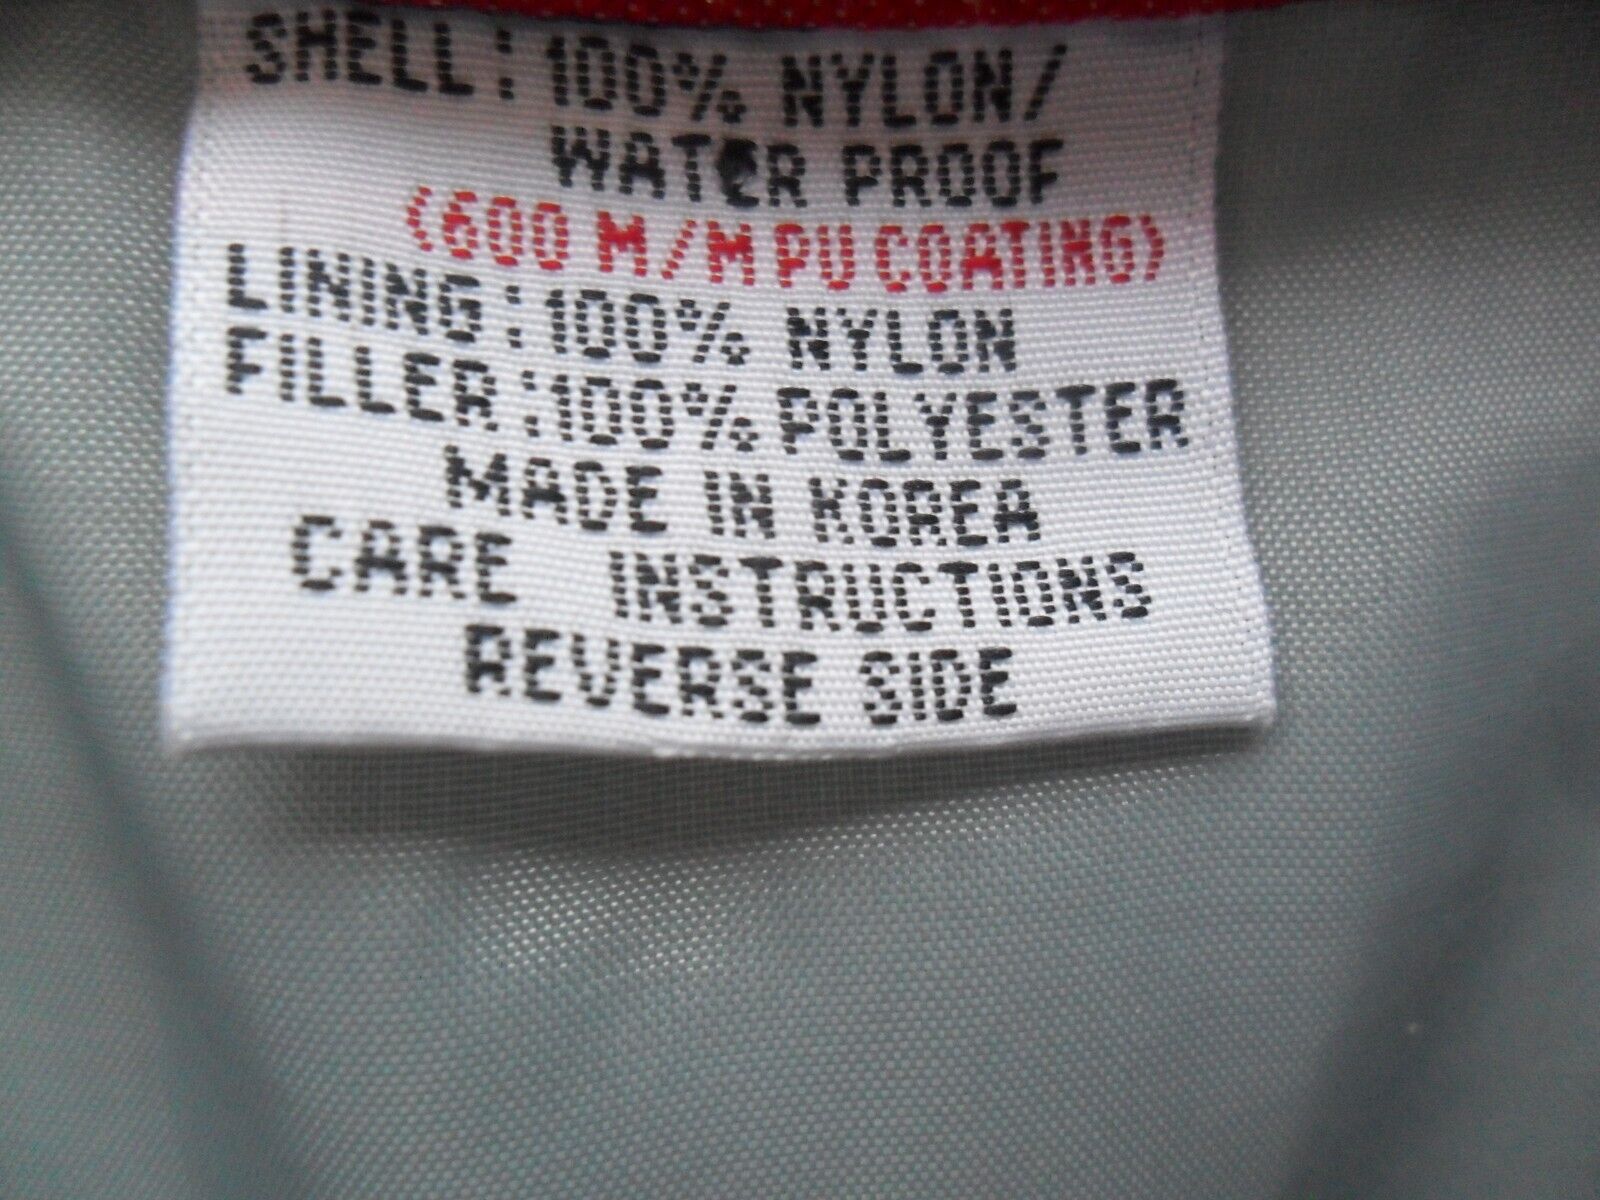 SHELL: 100% NYLON/
WATER PROOF
(600 M/M PU COATING)
LINING: 100% NYLON
FILLER: 100% POLYESTER
MADE IN KOREA
CARE INSTRUCTIONS
REVERSE SIDE